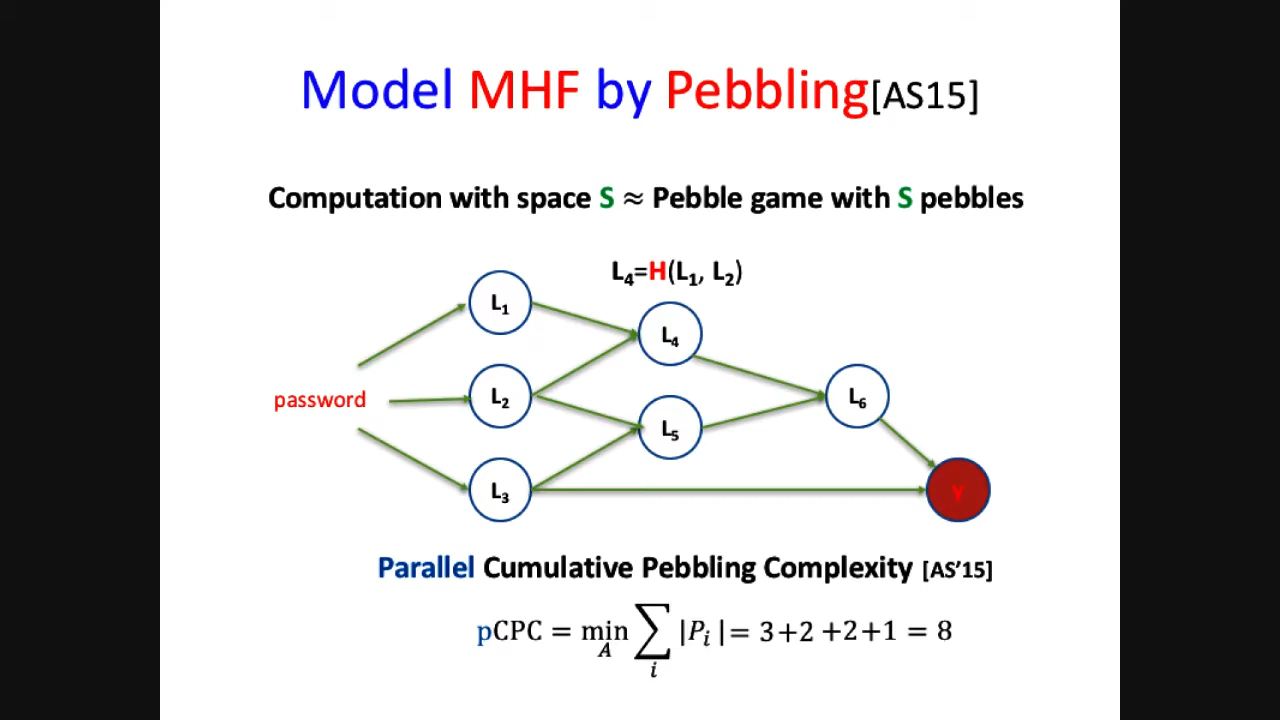 Model MHF by Pebbling[AS15]
Computation with space S ≈ Pebble game with S pebbles
L4=H(L1, L2)
L1
L4
password
L2
L6
L5
L3
y
Parallel Cumulative Pebbling Complexity [AS’15]
pCPC = min_A ∑_i |P_i |= 3+2 +2+1 = 8